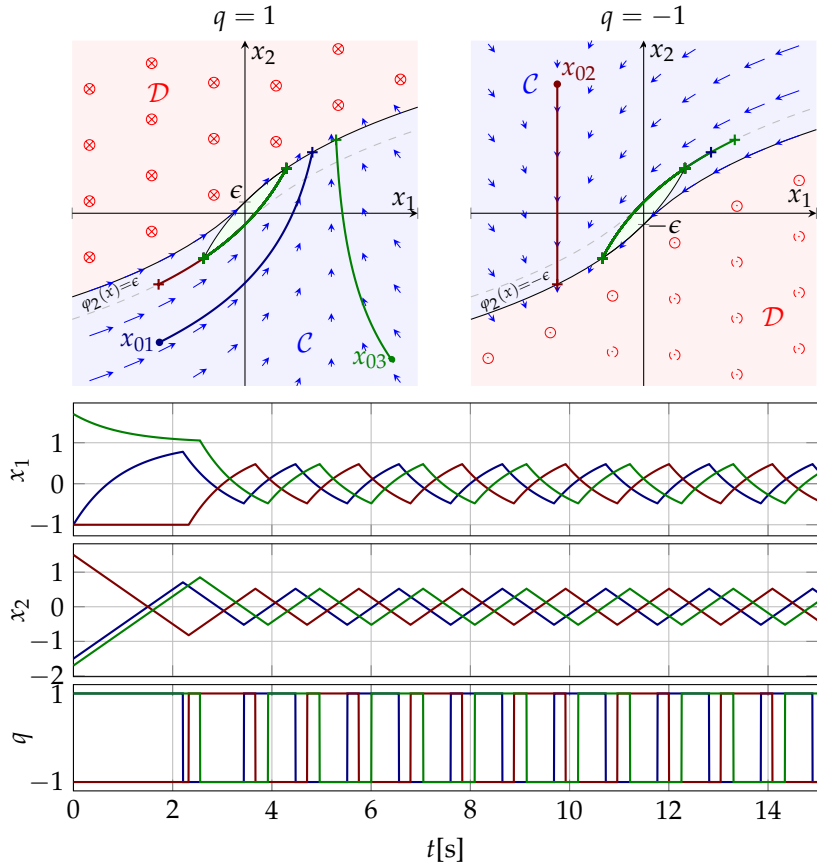 q = 1
q = −1
x₂
𝒟
ϵ
x₁
φ₂(x)=ϵ
x₀₁
𝒞
x₀₃
x₂
𝒞
x₀₂
x₁
−ϵ
φ₂(x)=−ϵ
𝒟
x₁
1
0
−1
x₂
1
0
−1
−2
q
1
−1
0 2 4 6 8 10 12 14
t[s]